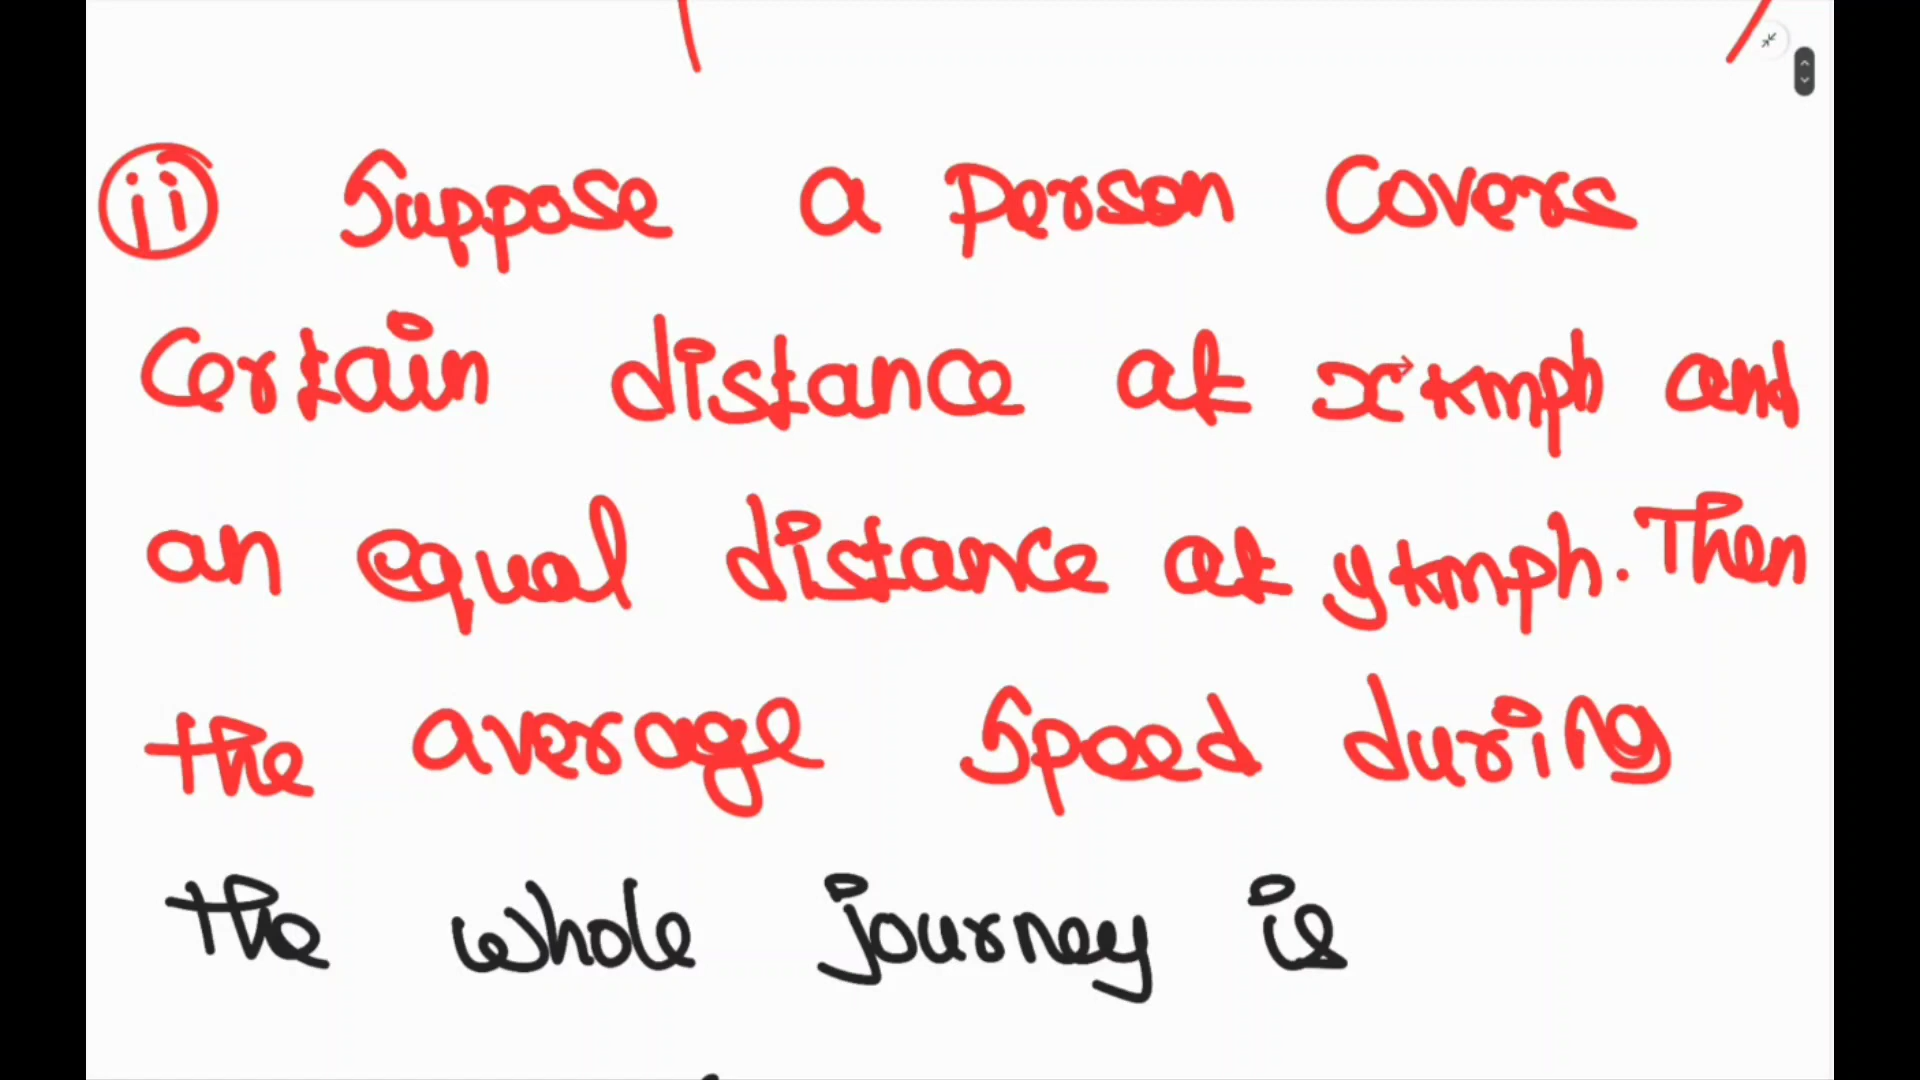 ii Suppose a person covers
certain distance at x kmph and
an equal distance at y kmph. Then
the average speed during
the whole journey is